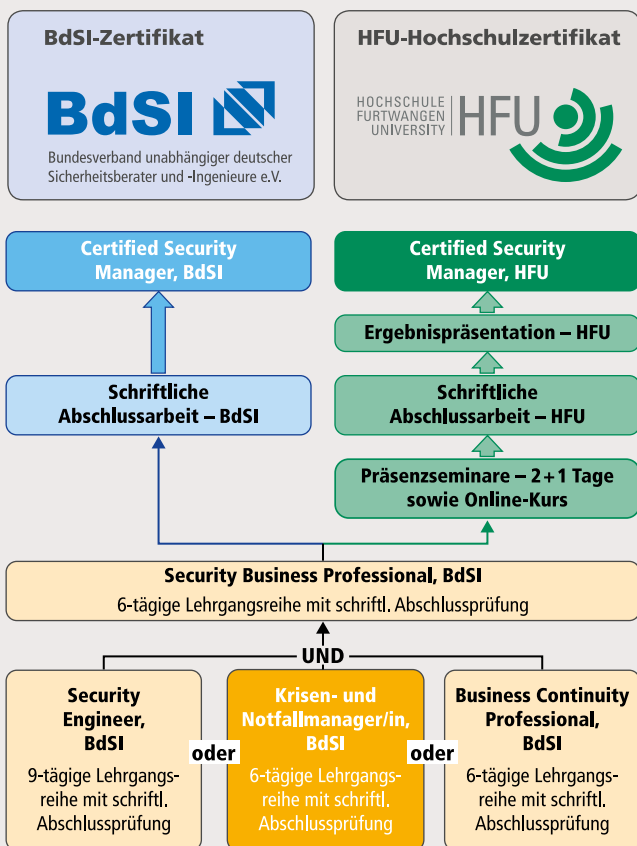 BdSI-Zertifikat
BdSI
Bundesverband unabhängiger deutscher
Sicherheitsberater und -Ingenieure e.V.
HFU-Hochschulzertifikat
HOCHSCHULE
FURTWANGEN
UNIVERSITY
HFU
Certified Security
Manager, BdSI
Certified Security
Manager, HFU
Ergebnispräsentation – HFU
Schriftliche
Abschlussarbeit – BdSI
Schriftliche
Abschlussarbeit – HFU
Präsenzseminare – 2+1 Tage
sowie Online-Kurs
Security Business Professional, BdSI
6-tägige Lehrgangsreihe mit schriftl. Abschlussprüfung
UND
Security
Engineer,
BdSI
9-tägige Lehrgangs-
reihe mit schriftl.
Abschlussprüfung
oder
Krisen- und
Notfallmanager/in,
BdSI
6-tägige Lehrgangs-
reihe mit schriftl.
Abschlussprüfung
oder
Business Continuity
Professional,
BdSI
6-tägige Lehrgangs-
reihe mit schriftl.
Abschlussprüfung